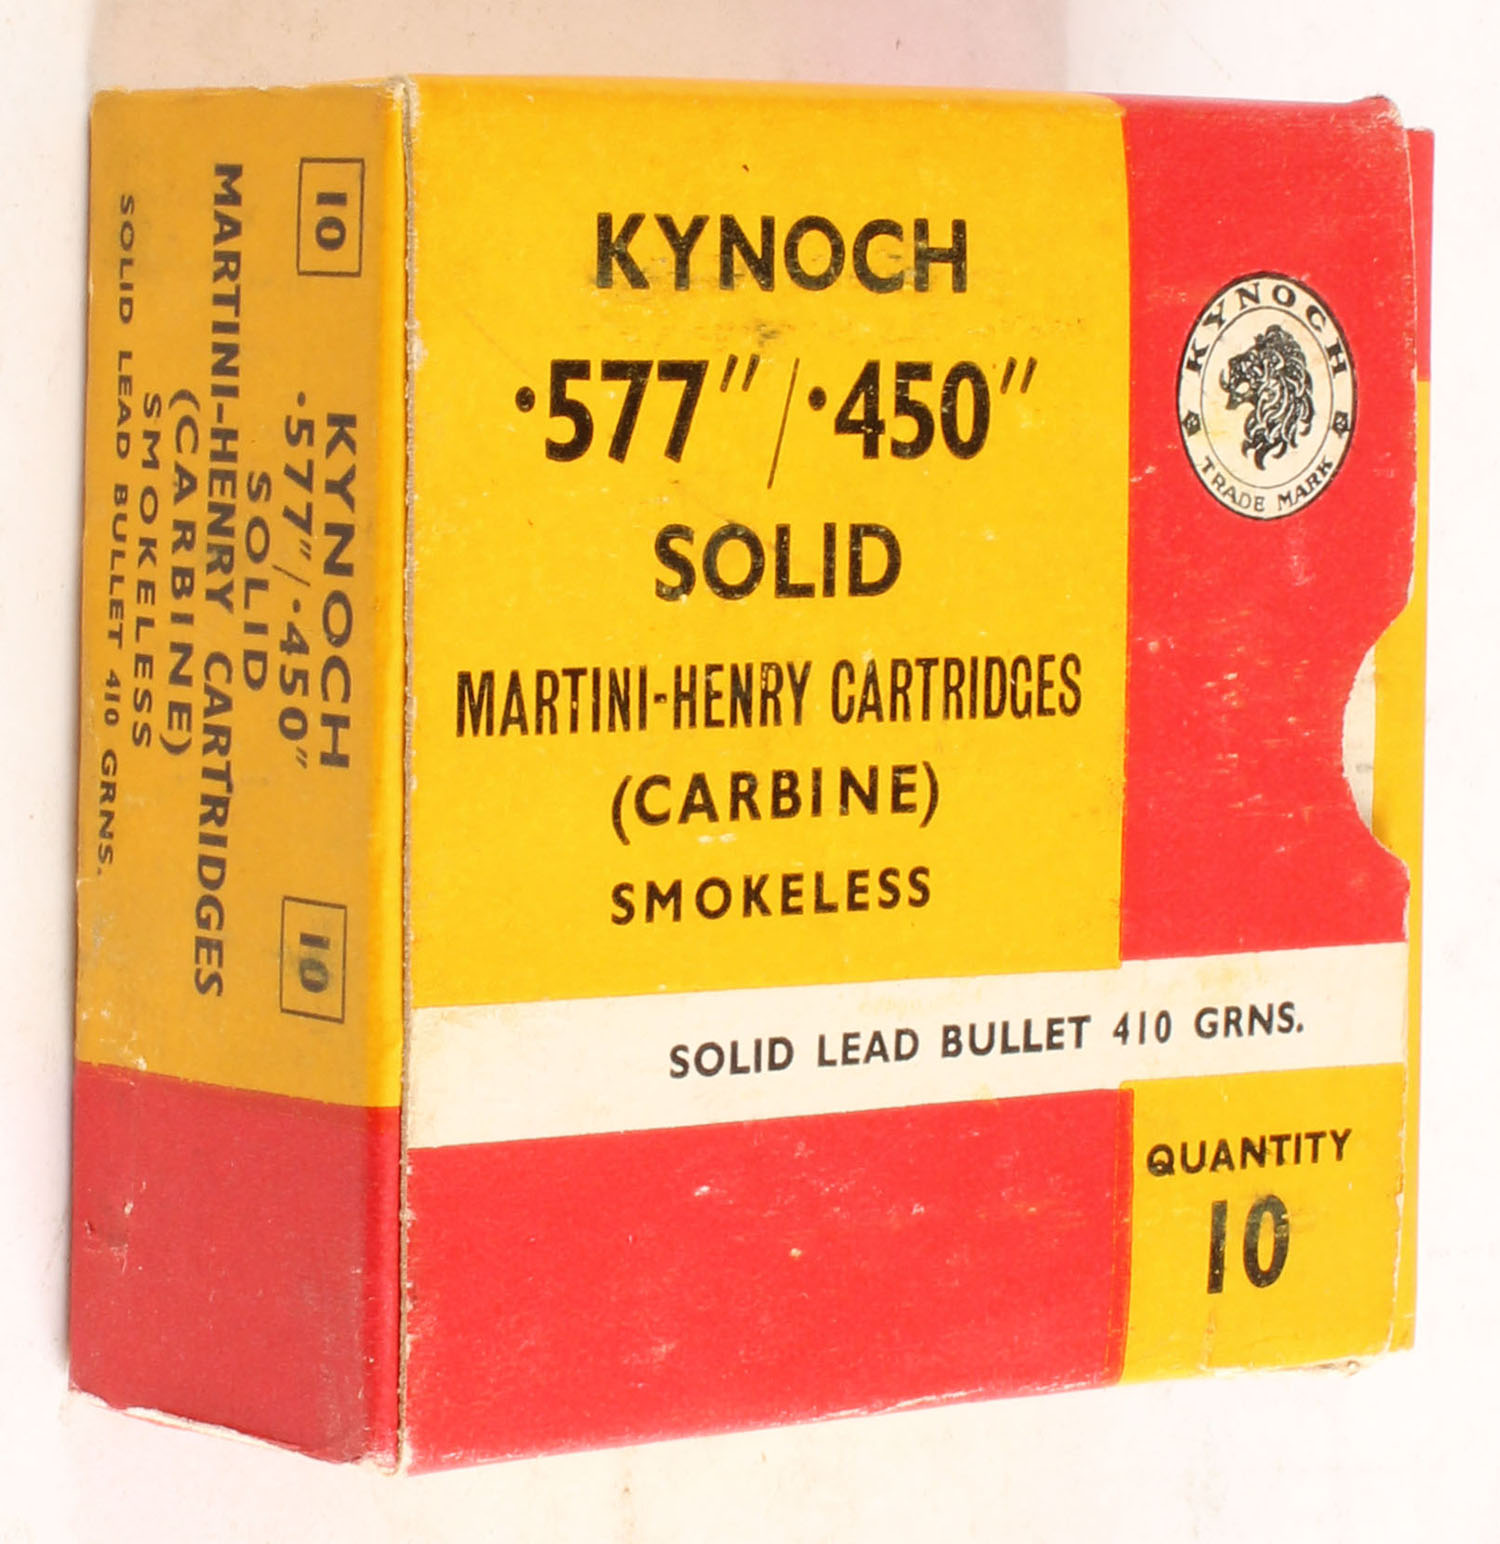 KYNOCH
·577″/·450″
SOLID
MARTINI-HENRY CARTRIDGES
(CARBINE)
SMOKELESS
SOLID LEAD BULLET 410 GRNS.
QUANTITY
10
KYNOCH
TRADE MARK
10
10
KYNOCH
·577″/·450″
SOLID
MARTINI-HENRY CARTRIDGES
(CARBINE)
SMOKELESS
SOLID LEAD BULLET 410 GRNS.